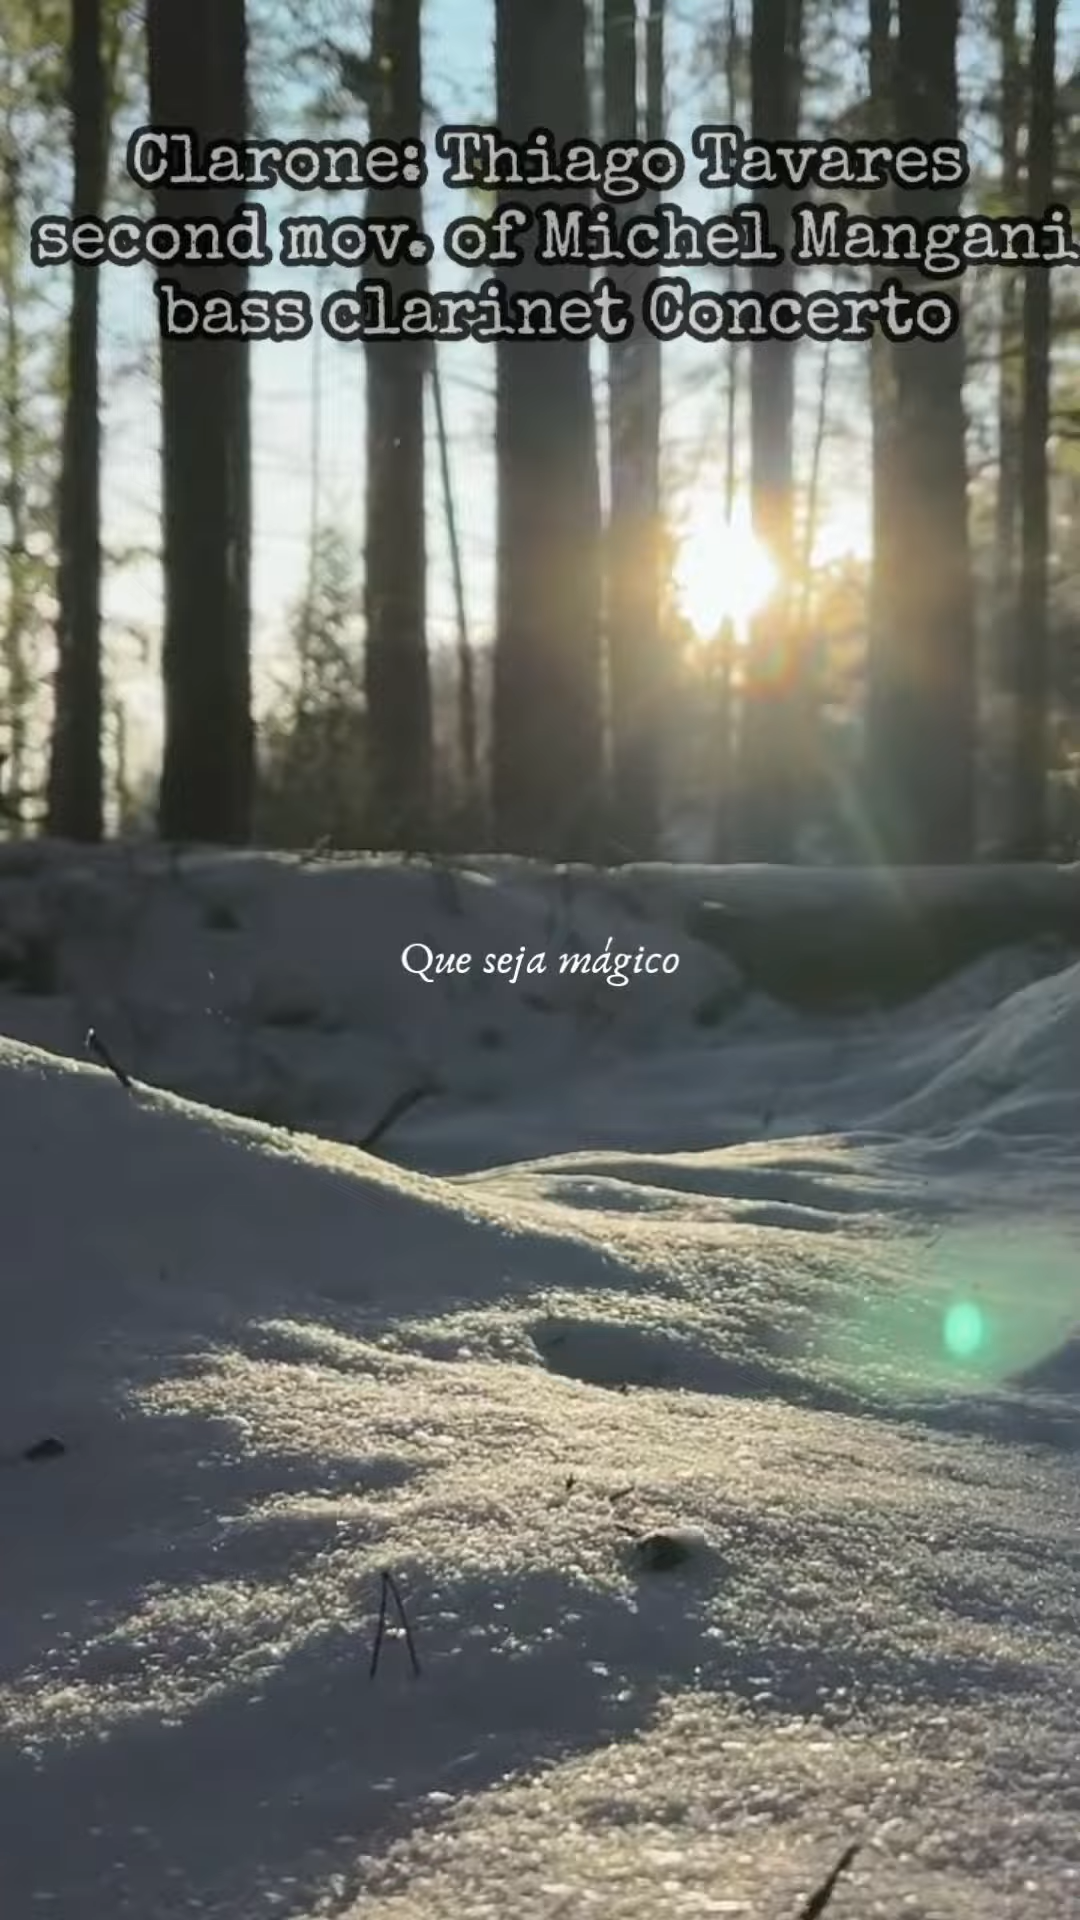 Clarone: Thiago Tavares
second mov. of Michel Mangani
bass clarinet Concerto
Que seja mágico